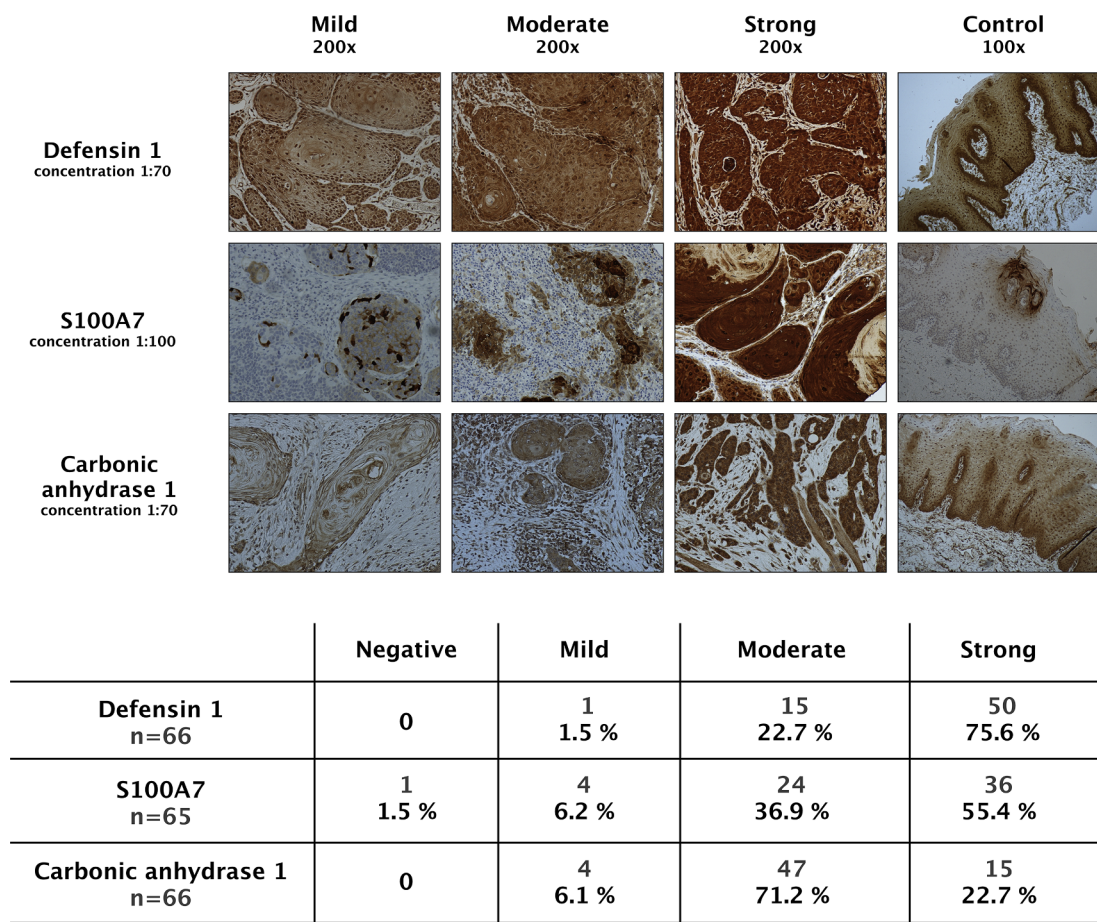 Mild Moderate Strong Control
200x 200x 200x 100x
Defensin 1
concentration 1:70
S100A7
concentration 1:100
Carbonic
anhydrase 1
concentration 1:70
Negative Mild Moderate Strong
Defensin 1
n=66
0
1
1.5 %
15
22.7 %
50
75.6 %
S100A7
n=65
1
1.5 %
4
6.2 %
24
36.9 %
36
55.4 %
Carbonic anhydrase 1
n=66
0
4
6.1 %
47
71.2 %
15
22.7 %